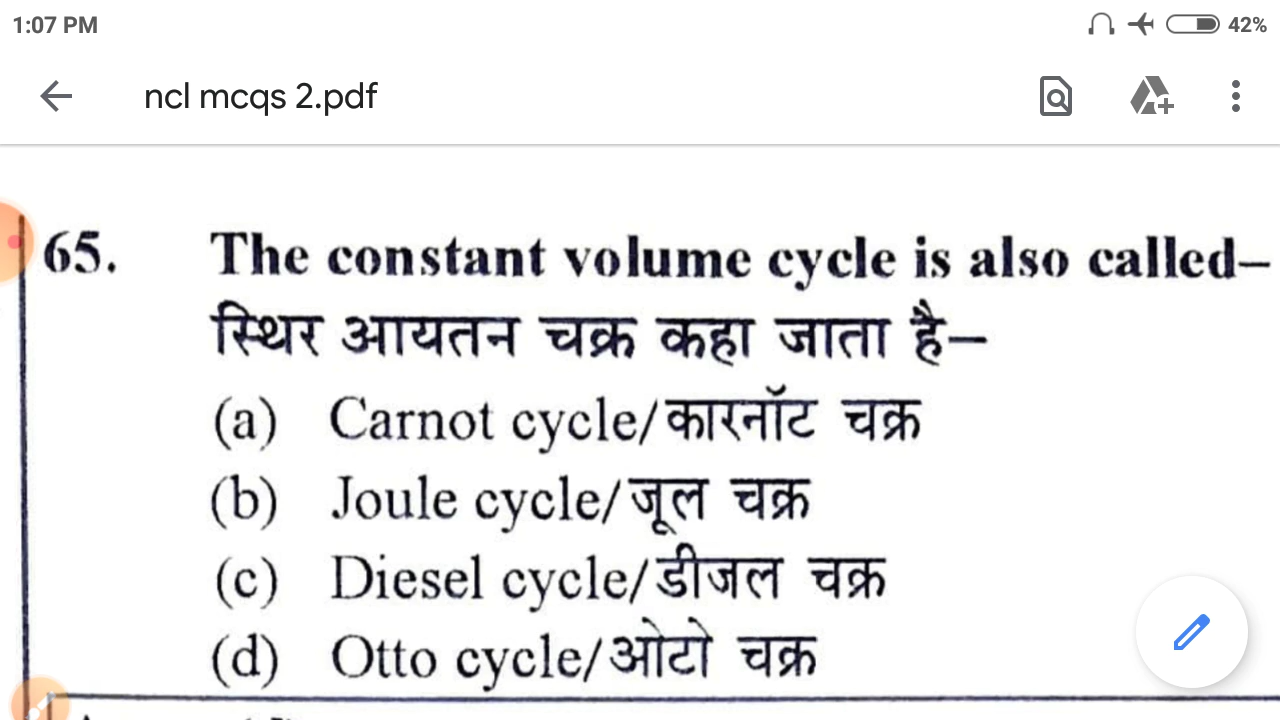 1:07 PM
42%
ncl mcqs 2.pdf
65. The constant volume cycle is also called–
स्थिर आयतन चक्र कहा जाता है–
(a) Carnot cycle/कारनॉट चक्र
(b) Joule cycle/जूल चक्र
(c) Diesel cycle/डीजल चक्र
(d) Otto cycle/ओटो चक्र